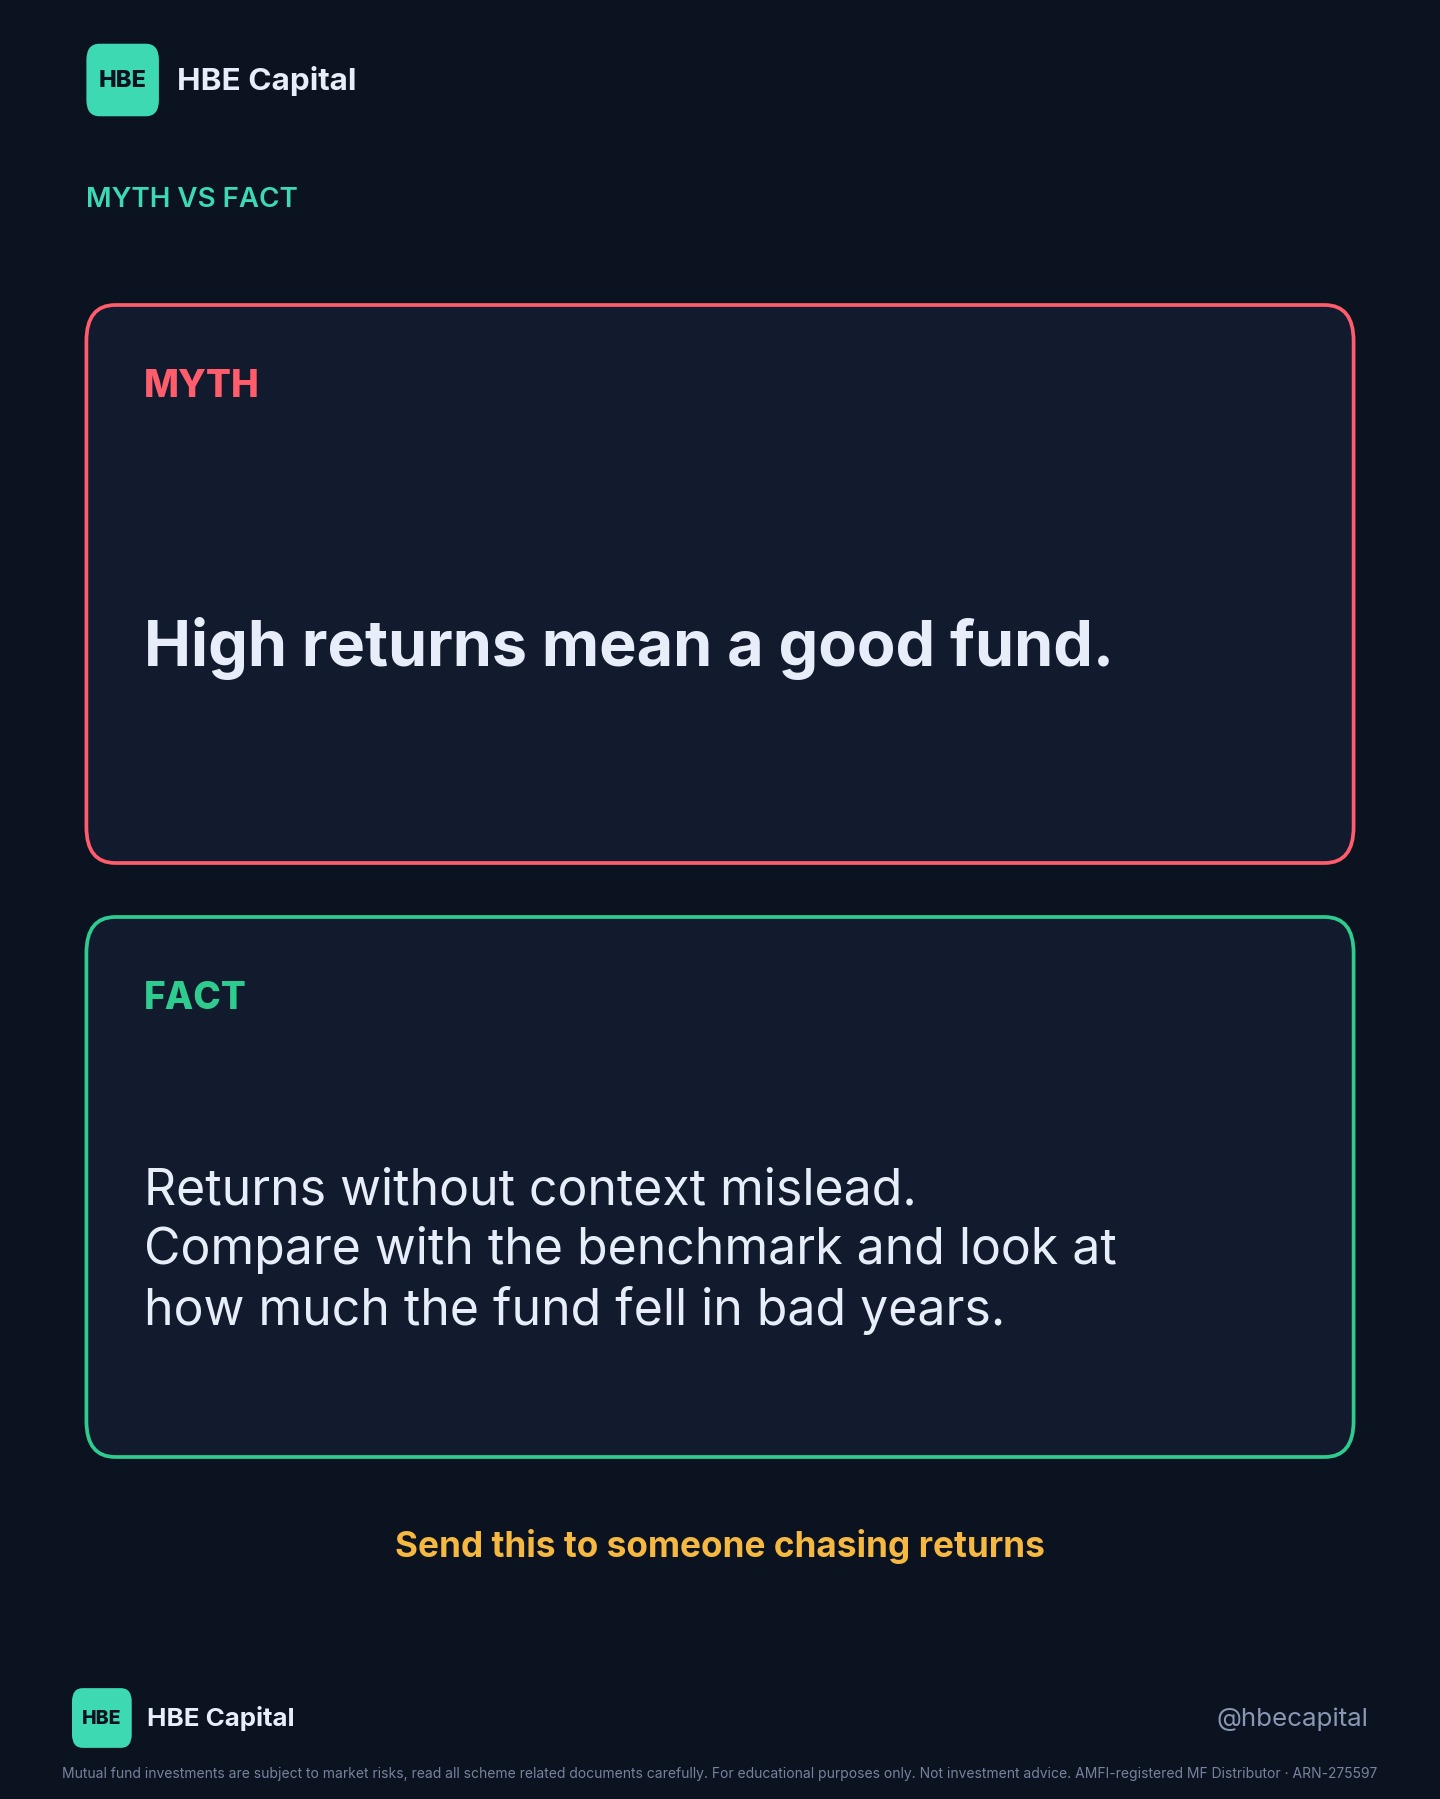 HBE HBE Capital
MYTH VS FACT
MYTH
High returns mean a good fund.
FACT
Returns without context mislead.
Compare with the benchmark and look at
how much the fund fell in bad years.
Send this to someone chasing returns
HBE HBE Capital
@hbecapital
Mutual fund investments are subject to market risks, read all scheme related documents carefully. For educational purposes only. Not investment advice. AMFI-registered MF Distributor · ARN-275597